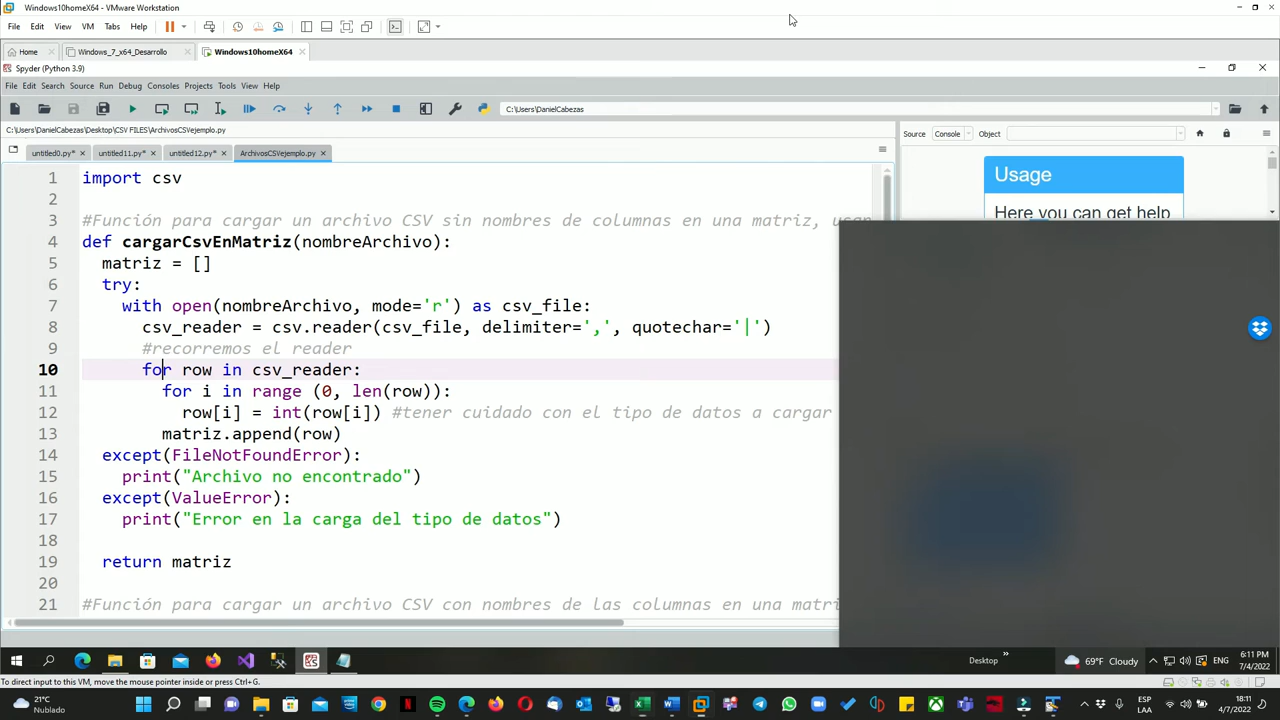 Windows10homeX64 - VMware Workstation
File Edit View VM Tabs Help
Home Windows_7_x64_Desarrollo Windows10homeX64
Spyder (Python 3.9)
File Edit Search Source Run Debug Consoles Projects Tools View Help
C:\Users\DanielCabezas
C:\Users\DanielCabezas\Desktop\CSV FILES\ArchivosCSVejemplo.py
untitled0.py* untitled11.py* untitled12.py* ArchivosCSVejemplo.py
Source Console Object
Usage
Here you can get help
1 import csv
2
3 #Función para cargar un archivo CSV sin nombres de columnas en una matriz, usan
4 def cargarCsvEnMatriz(nombreArchivo):
5 matriz = []
6 try:
7 with open(nombreArchivo, mode='r') as csv_file:
8 csv_reader = csv.reader(csv_file, delimiter=',', quotechar='|')
9 #recorremos el reader
10 for row in csv_reader:
11 for i in range (0, len(row)):
12 row[i] = int(row[i]) #tener cuidado con el tipo de datos a cargar
13 matriz.append(row)
14 except(FileNotFoundError):
15 print("Archivo no encontrado")
16 except(ValueError):
17 print("Error en la carga del tipo de datos")
18
19 return matriz
20
21 #Función para cargar un archivo CSV con nombres de las columnas en una matri
Desktop » 69°F Cloudy ENG 6:11 PM
7/4/2022
To direct input to this VM, move the mouse pointer inside or press Ctrl+G.
21°C
Nublado
ESP
LAA
18:11
4/7/2022